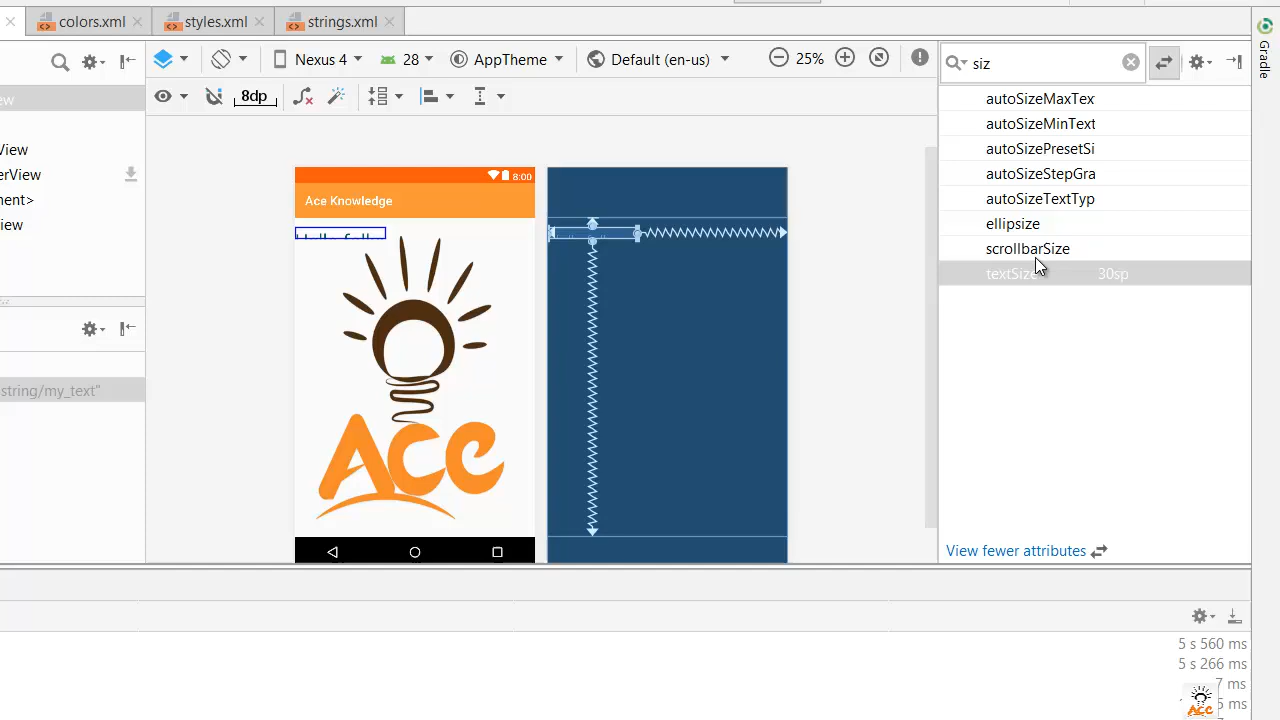 colors.xml
styles.xml
strings.xml
Nexus 4
28
AppTheme
Default (en-us)
25%
siz
Gradle
8dp
View
erView
ment>
iew
string/my_text"
8:00
Ace Knowledge
Ace
autoSizeMaxTex
autoSizeMinText
autoSizePresetSi
autoSizeStepGra
autoSizeTextTyp
ellipsize
scrollbarSize
textSize 30sp
View fewer attributes
5 s 560 ms
5 s 266 ms
7 ms
5 ms
Ace